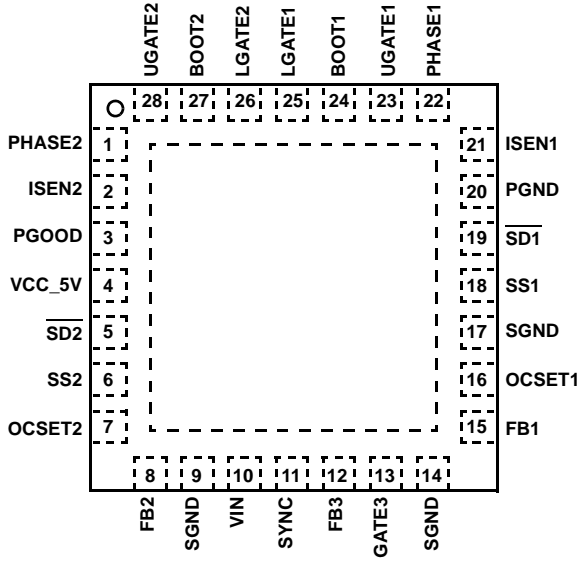 UGATE2
BOOT2
LGATE2
LGATE1
BOOT1
UGATE1
PHASE1
28 27 26 25 24 23 22
PHASE2 1
ISEN2 2
PGOOD 3
VCC_5V 4
S̅D̅2̅ 5
SS2 6
OCSET2 7
21 ISEN1
20 PGND
19 S̅D̅1̅
18 SS1
17 SGND
16 OCSET1
15 FB1
8 9 10 11 12 13 14
FB2
SGND
VIN
SYNC
FB3
GATE3
SGND